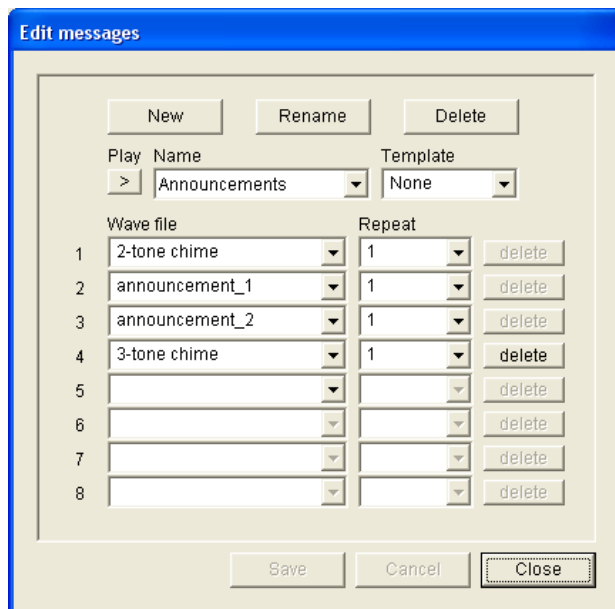 Edit messages
New Rename Delete
Play Name Template
> Announcements None
Wave file Repeat
1 2-tone chime 1 delete
2 announcement_1 1 delete
3 announcement_2 1 delete
4 3-tone chime 1 delete
5 delete
6 delete
7 delete
8 delete
Save Cancel Close